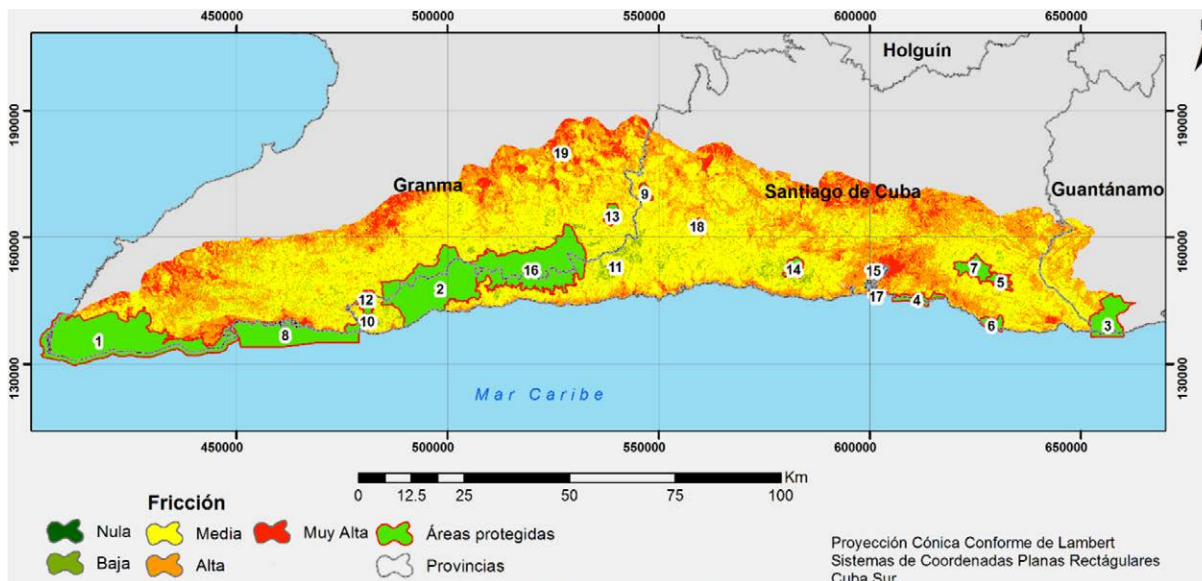 450000 500000 550000 600000 650000
Holguín
190000 190000
19
Granma Santiago de Cuba Guantánamo
9
13
18
160000 160000
16 11 14 15 7
2 5
12 17 4
10 6 3
1 8
130000 130000
Mar Caribe
450000 500000 550000 600000 650000
Km
0 12.5 25 50 75 100
Fricción
Nula Media Muy Alta Áreas protegidas
Baja Alta Provincias
Proyección Cónica Conforme de Lambert
Sistemas de Coordenadas Planas Rectágulares
Cuba Sur